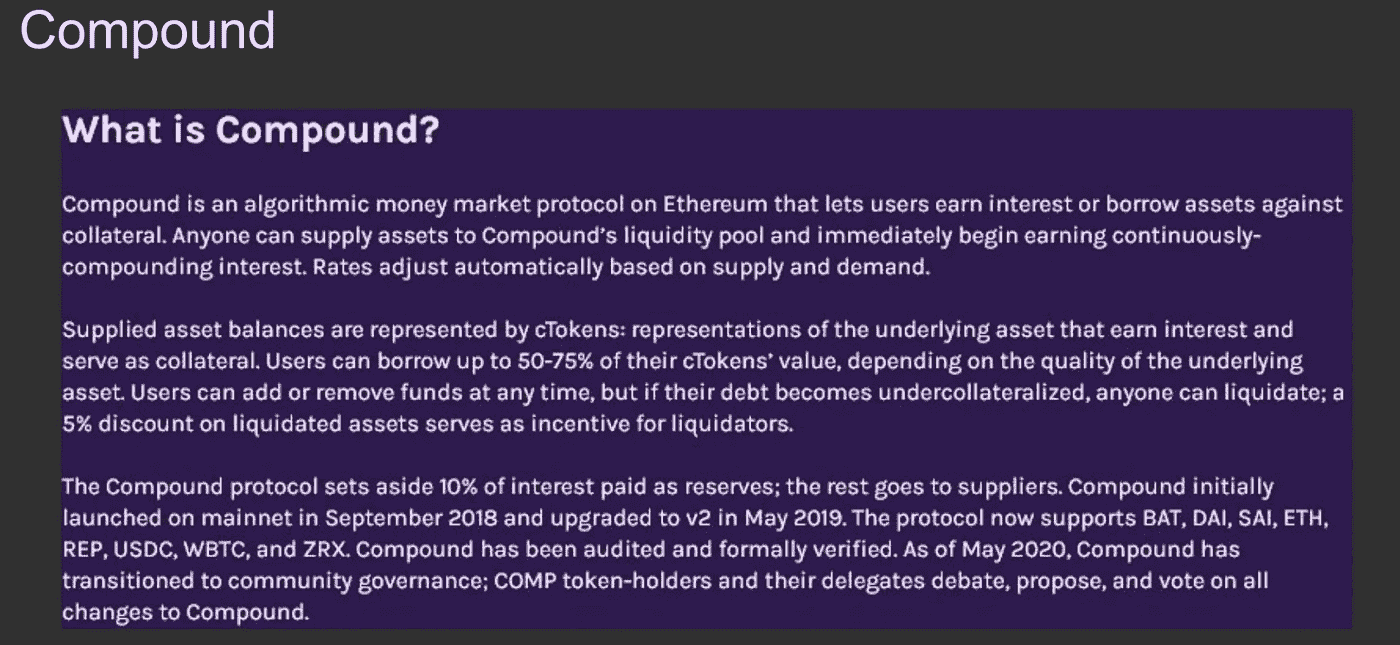 Compound
What is Compound?
Compound is an algorithmic money market protocol on Ethereum that lets users earn interest or borrow assets against
collateral. Anyone can supply assets to Compound's liquidity pool and immediately begin earning continuously-
compounding interest. Rates adjust automatically based on supply and demand.
Supplied asset balances are represented by cTokens: representations of the underlying asset that earn interest and
serve as collateral. Users can borrow up to 50-75% of their cTokens' value, depending on the quality of the underlying
asset. Users can add or remove funds at any time, but if their debt becomes undercollateralized, anyone can liquidate; a
5% discount on liquidated assets serves as incentive for liquidators.
The Compound protocol sets aside 10% of interest paid as reserves; the rest goes to suppliers. Compound initially
launched on mainnet in September 2018 and upgraded to v2 in May 2019. The protocol now supports BAT, DAI, SAI, ETH,
REP, USDC, WBTC, and ZRX. Compound has been audited and formally verified. As of May 2020, Compound has
transitioned to community governance; COMP token-holders and their delegates debate, propose, and vote on all
changes to Compound.